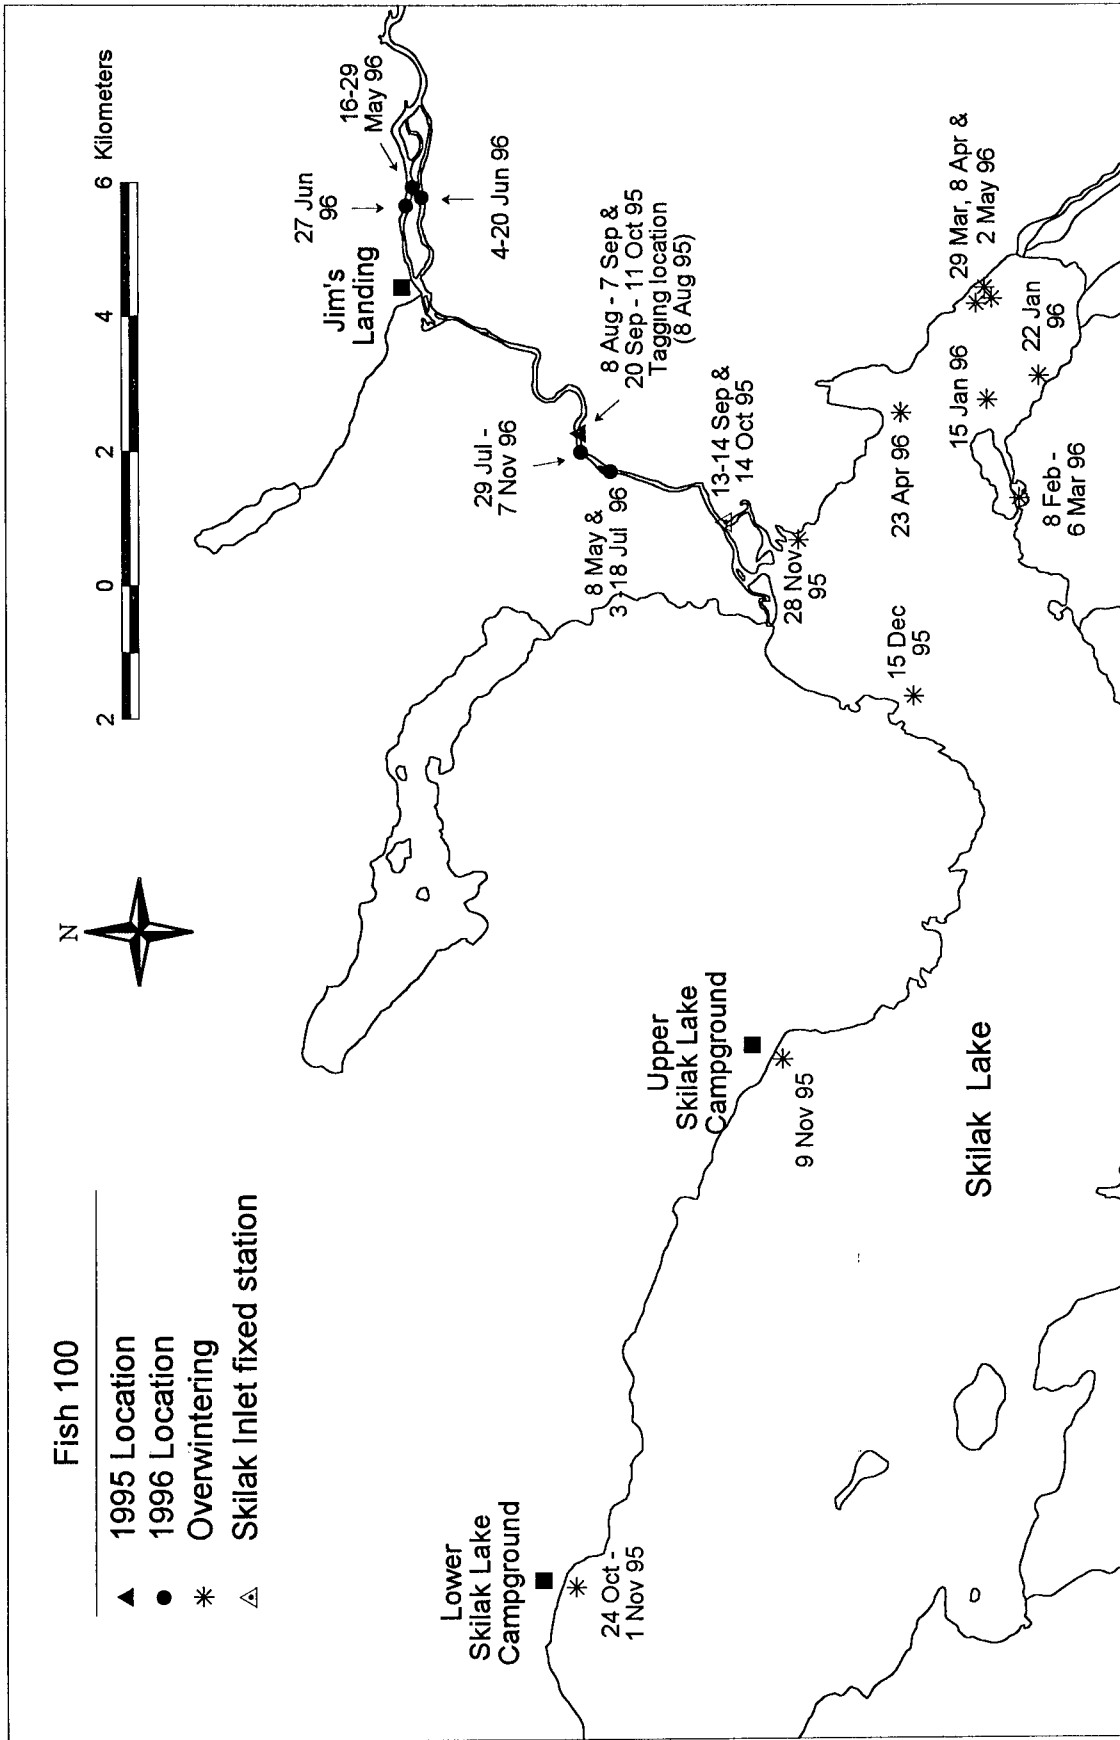 Fish 100
1995 Location
1996 Location
Overwintering
Skilak Inlet fixed station
N
2
0
2
4
6
Kilometers
Lower
Skilak Lake
Campground
24 Oct -
1 Nov 95
Upper
Skilak Lake
Campground
9 Nov 95
Skilak Lake
Jim's
Landing
27 Jun
96
16-29
May 96
4-20 Jun 96
29 Jul -
7 Nov 96
8 May &
3 -18 Jul 96
8 Aug - 7 Sep &
20 Sep - 11 Oct 95
Tagging location
(8 Aug 95)
13-14 Sep &
14 Oct 95
28 Nov
95
15 Dec
95
23 Apr 96
15 Jan 96
22 Jan
96
29 Mar, 8 Apr &
2 May 96
8 Feb -
6 Mar 96